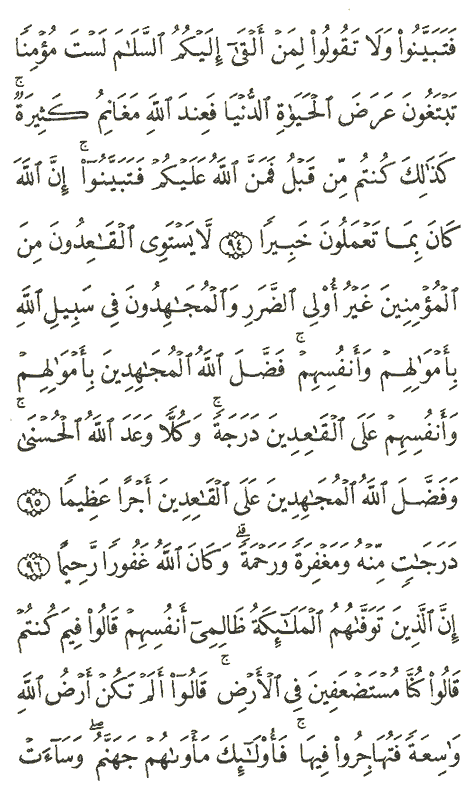 فَتَبَيَّنُوا۟ وَلَا تَقُولُوا۟ لِمَنْ أَلْقَىٰٓ إِلَيْكُمُ ٱلسَّلَٰمَ لَسْتَ مُؤْمِنًا
تَبْتَغُونَ عَرَضَ ٱلْحَيَوٰةِ ٱلدُّنْيَا فَعِندَ ٱللَّهِ مَغَانِمُ كَثِيرَةٌ ۚ
كَذَٰلِكَ كُنتُم مِّن قَبْلُ فَمَنَّ ٱللَّهُ عَلَيْكُمْ فَتَبَيَّنُوٓا۟ ۚ إِنَّ ٱللَّهَ
كَانَ بِمَا تَعْمَلُونَ خَبِيرًا ٩٤ لَّا يَسْتَوِى ٱلْقَٰعِدُونَ مِنَ
ٱلْمُؤْمِنِينَ غَيْرُ أُو۟لِى ٱلضَّرَرِ وَٱلْمُجَٰهِدُونَ فِى سَبِيلِ ٱللَّهِ
بِأَمْوَٰلِهِمْ وَأَنفُسِهِمْ ۚ فَضَّلَ ٱللَّهُ ٱلْمُجَٰهِدِينَ بِأَمْوَٰلِهِمْ
وَأَنفُسِهِمْ عَلَى ٱلْقَٰعِدِينَ دَرَجَةً ۚ وَكُلًّا وَعَدَ ٱللَّهُ ٱلْحُسْنَىٰ ۚ
وَفَضَّلَ ٱللَّهُ ٱلْمُجَٰهِدِينَ عَلَى ٱلْقَٰعِدِينَ أَجْرًا عَظِيمًا ٩٥
دَرَجَٰتٍ مِّنْهُ وَمَغْفِرَةً وَرَحْمَةً ۚ وَكَانَ ٱللَّهُ غَفُورًا رَّحِيمًا ٩٦
إِنَّ ٱلَّذِينَ تَوَفَّىٰهُمُ ٱلْمَلَٰٓئِكَةُ ظَالِمِىٓ أَنفُسِهِمْ قَالُوا۟ فِيمَ كُنتُمْ
قَالُوا۟ كُنَّا مُسْتَضْعَفِينَ فِى ٱلْأَرْضِ ۚ قَالُوٓا۟ أَلَمْ تَكُنْ أَرْضُ ٱللَّهِ
وَٰسِعَةً فَتُهَاجِرُوا۟ فِيهَا ۚ فَأُو۟لَٰٓئِكَ مَأْوَىٰهُمْ جَهَنَّمُ ۖ وَسَآءَتْ